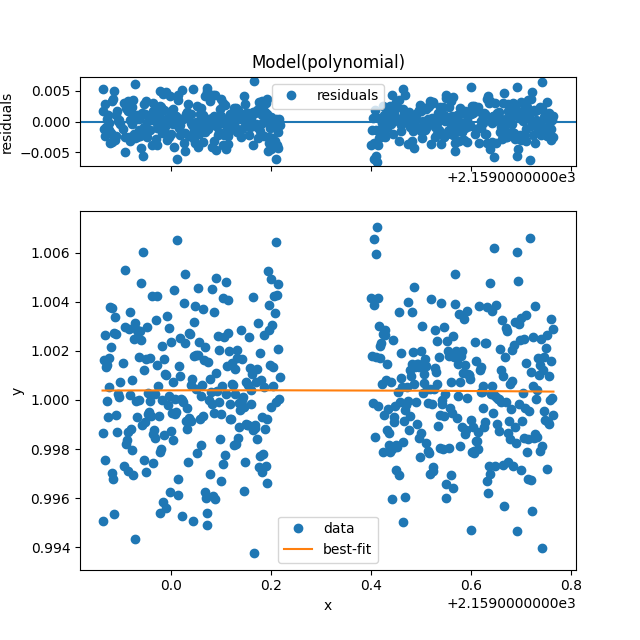 Model(polynomial)
residuals
0.005
0.000
−0.005
residuals
+2.1590000000e3
y
1.006
1.004
1.002
1.000
0.998
0.996
0.994
data
best-fit
0.0 0.2 0.4 0.6 0.8
x
+2.1590000000e3